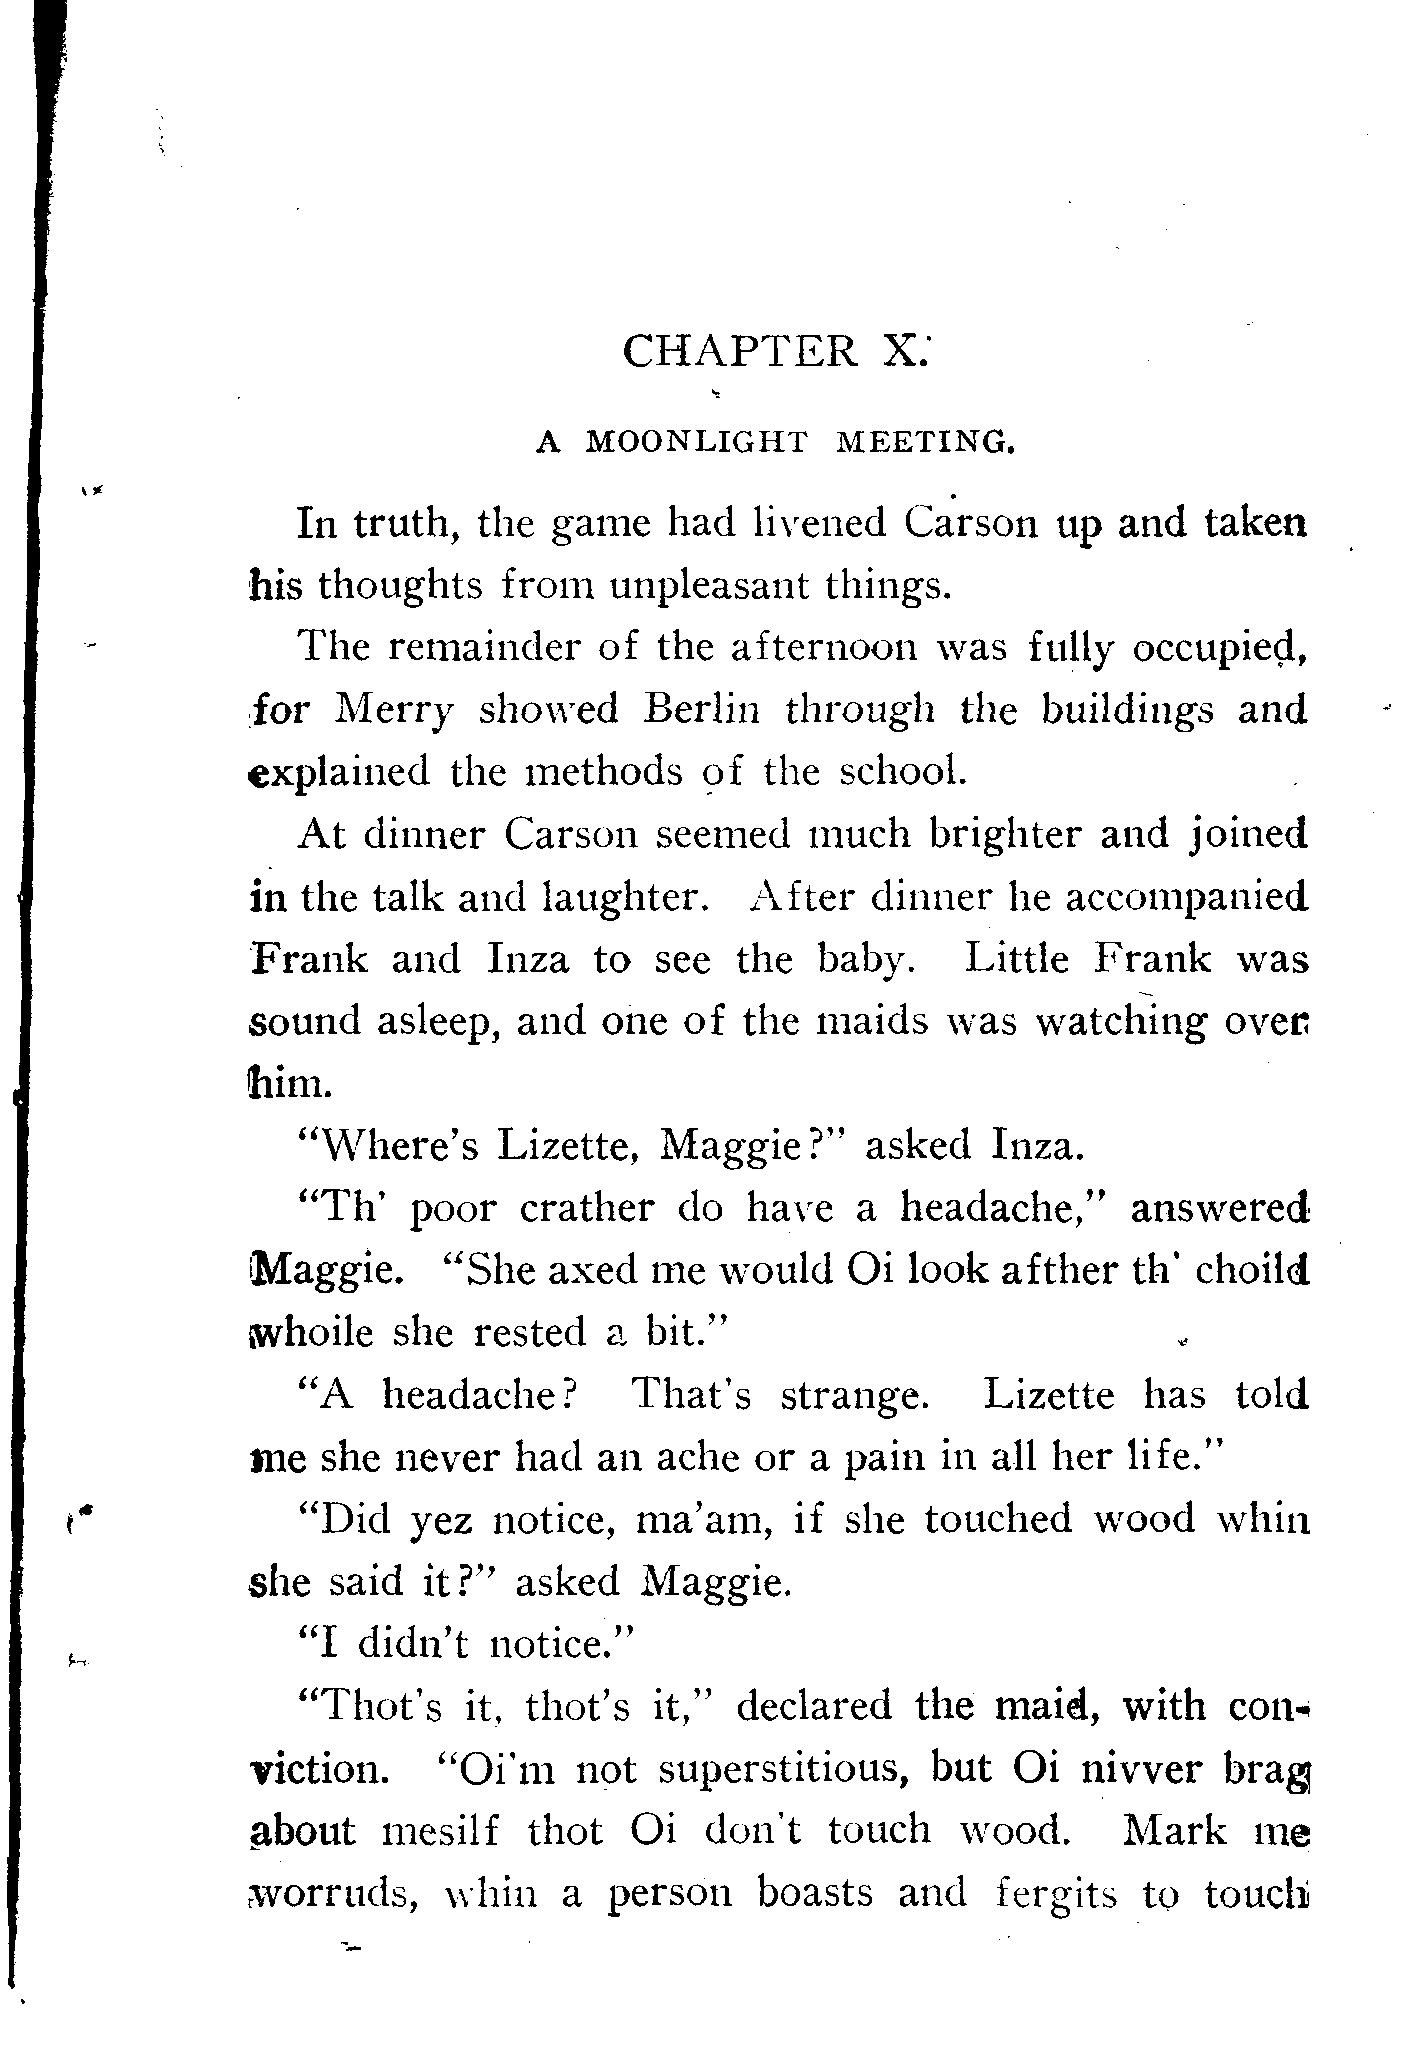 CHAPTER X.
A MOONLIGHT MEETING.
In truth, the game had livened Carson up and taken
his thoughts from unpleasant things.
The remainder of the afternoon was fully occupied,
for Merry showed Berlin through the buildings and
explained the methods of the school.
At dinner Carson seemed much brighter and joined
in the talk and laughter. After dinner he accompanied
Frank and Inza to see the baby. Little Frank was
sound asleep, and one of the maids was watching over
him.
"Where's Lizette, Maggie?" asked Inza.
"Th' poor crather do have a headache," answered
Maggie. "She axed me would Oi look afther th' choild
whoile she rested a bit."
"A headache? That's strange. Lizette has told
me she never had an ache or a pain in all her life."
"Did yez notice, ma'am, if she touched wood whin
she said it?" asked Maggie.
"I didn't notice."
"Thot's it, thot's it," declared the maid, with con-
viction. "Oi'm not superstitious, but Oi nivver brag
about mesilf thot Oi don't touch wood. Mark me
worruds, whin a person boasts and fergits to touch